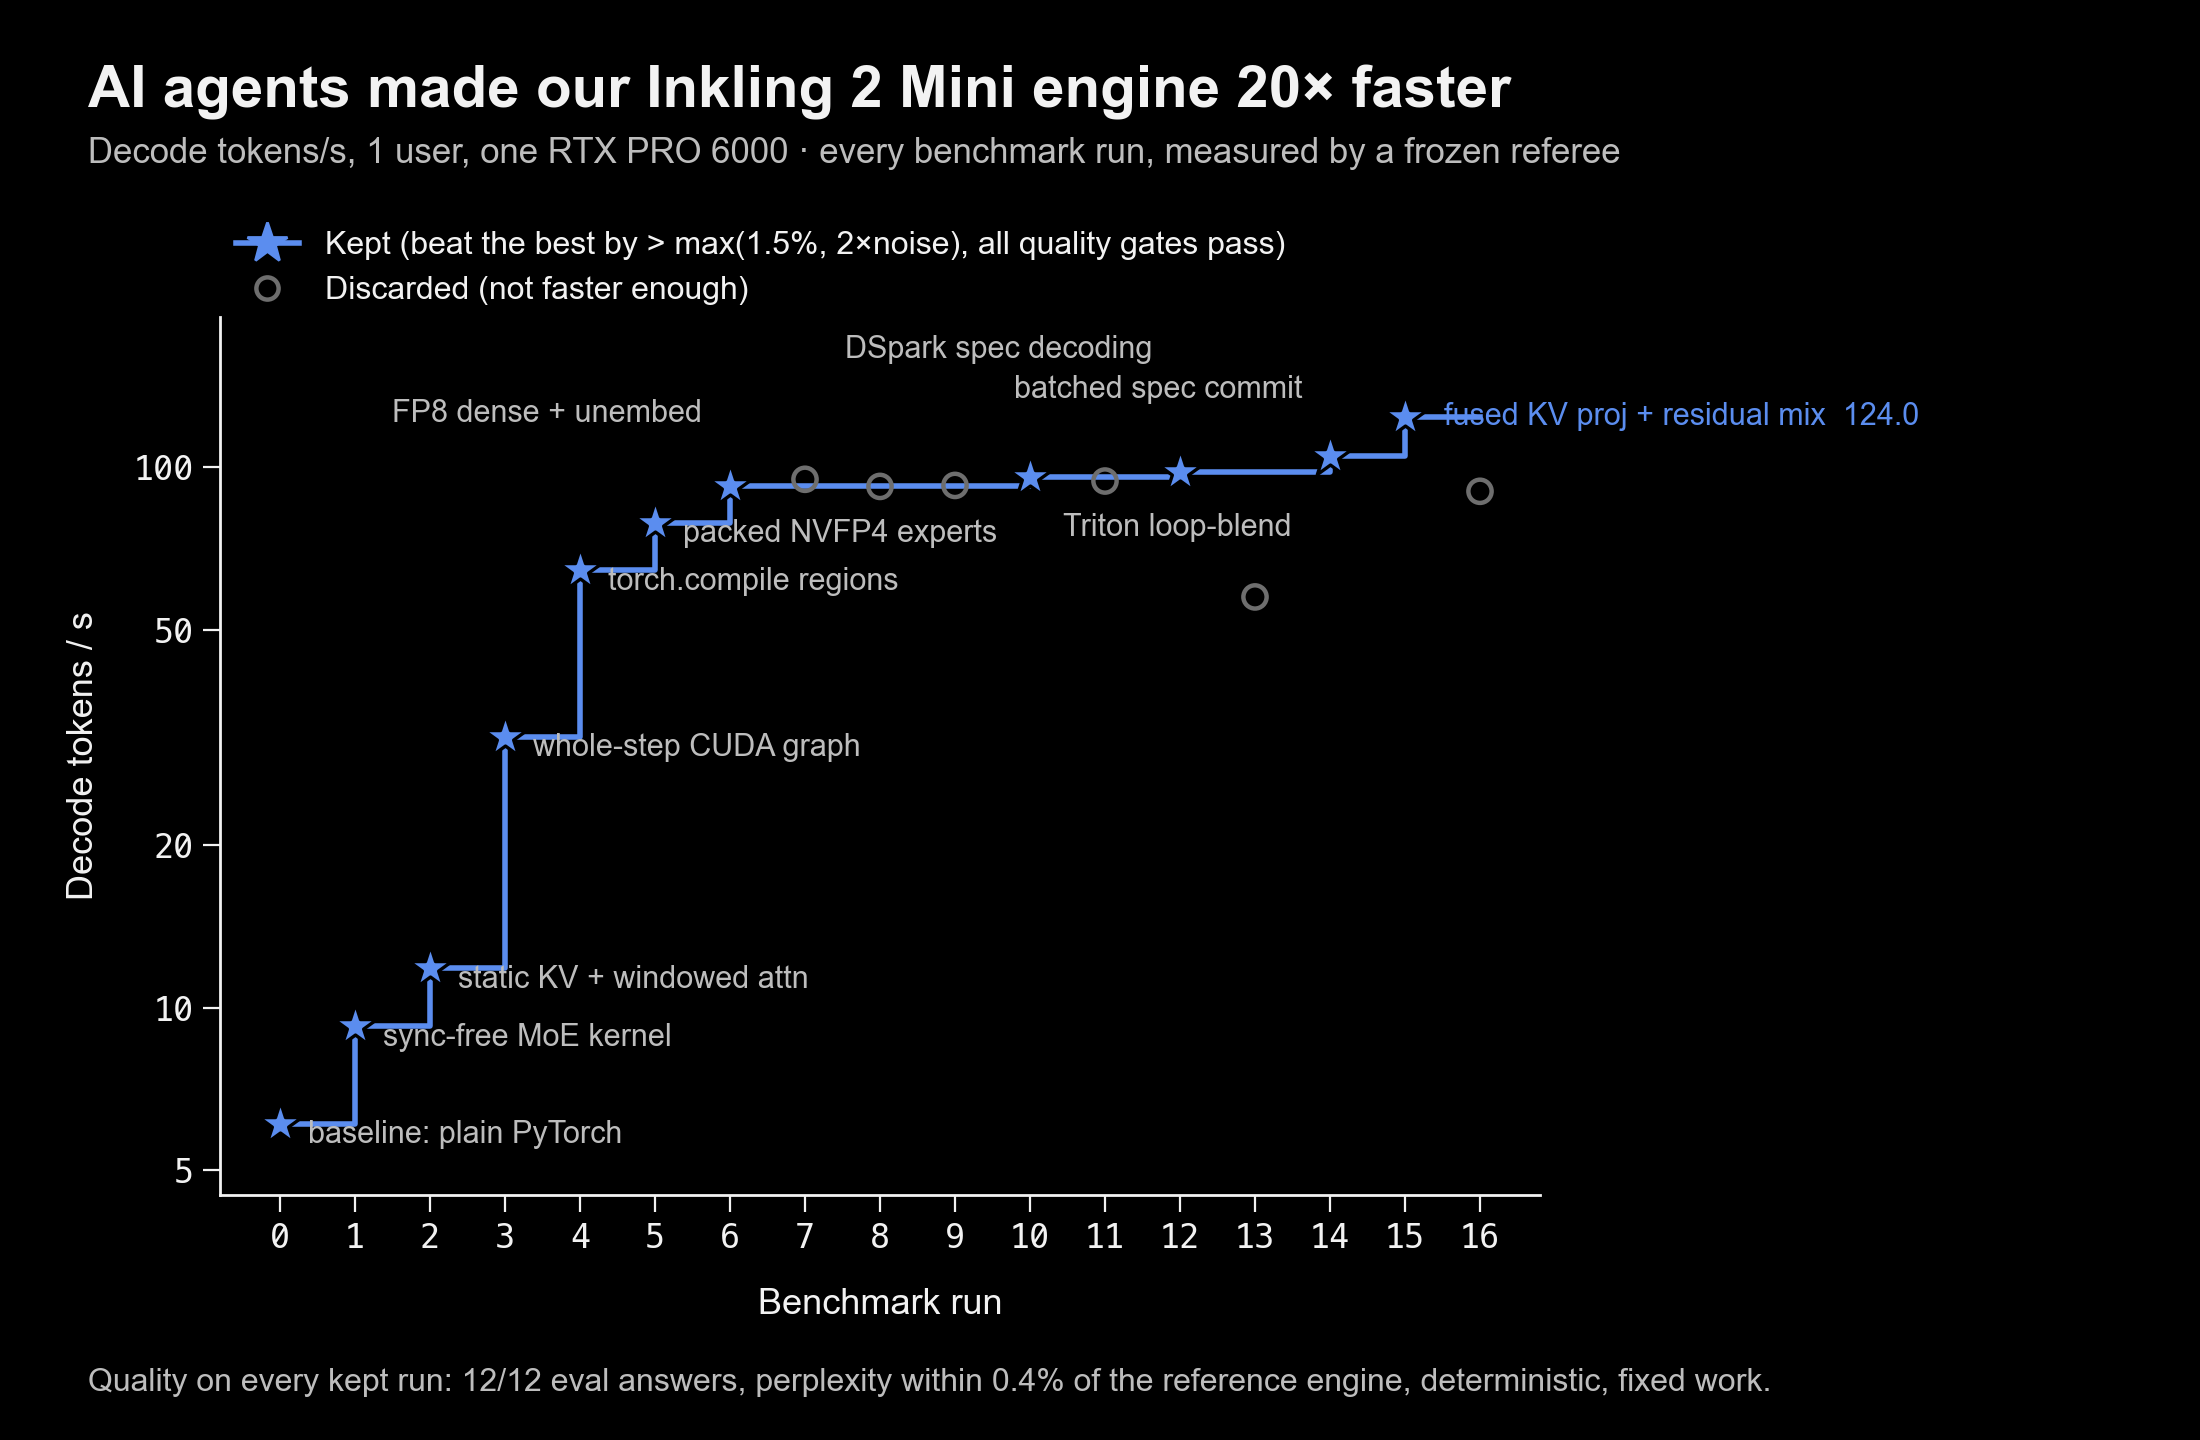 AI agents made our Inkling 2 Mini engine 20× faster
Decode tokens/s, 1 user, one RTX PRO 6000 · every benchmark run, measured by a frozen referee
Kept (beat the best by > max(1.5%, 2×noise), all quality gates pass)
Discarded (not faster enough)
DSpark spec decoding
batched spec commit
FP8 dense + unembed
fused KV proj + residual mix 124.0
packed NVFP4 experts
Triton loop-blend
torch.compile regions
whole-step CUDA graph
static KV + windowed attn
sync-free MoE kernel
baseline: plain PyTorch
Decode tokens / s
100
50
20
10
5
0 1 2 3 4 5 6 7 8 9 10 11 12 13 14 15 16
Benchmark run
Quality on every kept run: 12/12 eval answers, perplexity within 0.4% of the reference engine, deterministic, fixed work.